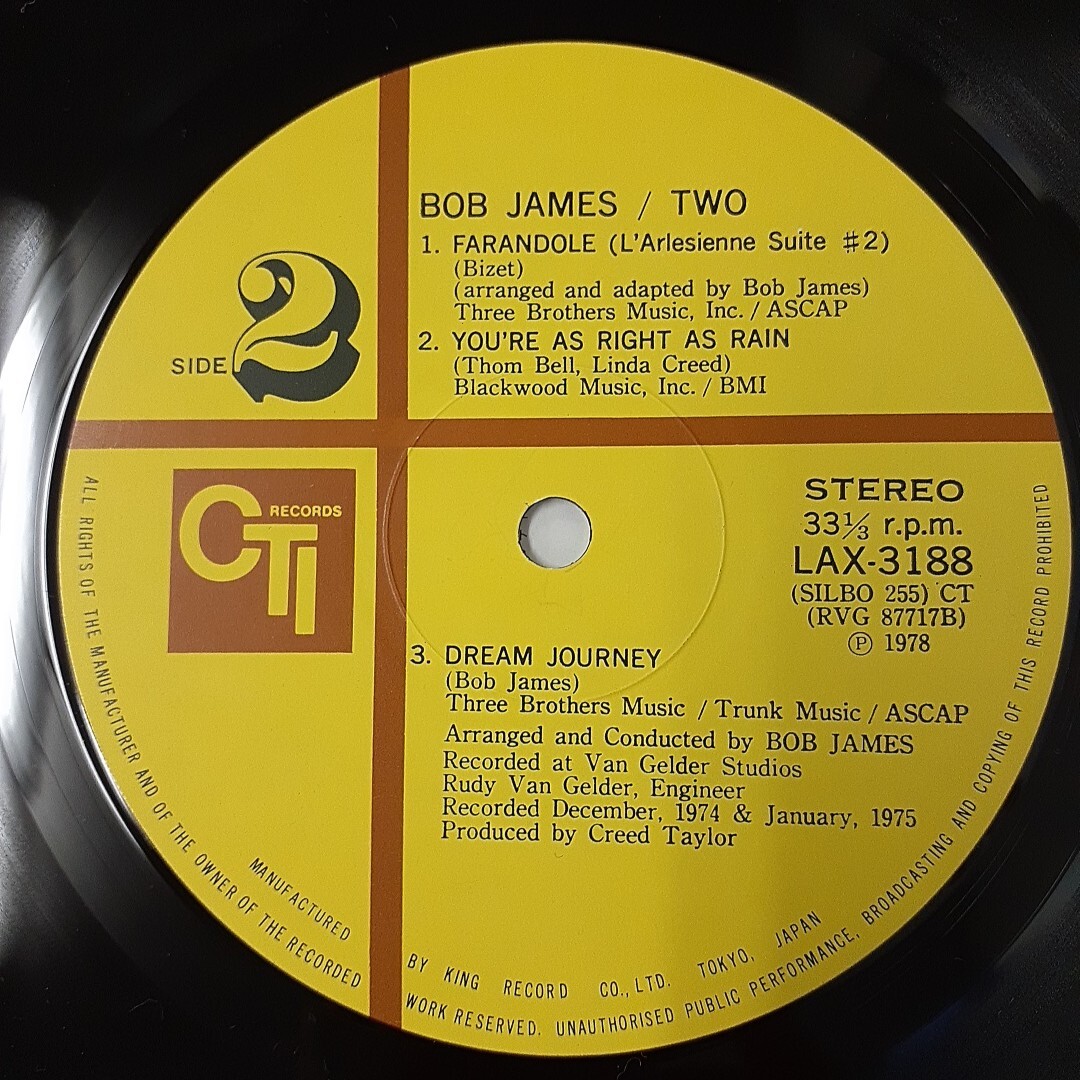 BOB JAMES / TWO
1. FARANDOLE (L'Arlesienne Suite #2)
(Bizet)
(arranged and adapted by Bob James)
Three Brothers Music, Inc. / ASCAP
2. YOU'RE AS RIGHT AS RAIN
(Thom Bell, Linda Creed)
Blackwood Music, Inc. / BMI
SIDE 2
CTI RECORDS
STEREO
33⅓ r.p.m.
LAX-3188
(SILBO 255) CT
(RVG 87717B)
Ⓟ 1978
3. DREAM JOURNEY
(Bob James)
Three Brothers Music / Trunk Music / ASCAP
Arranged and Conducted by BOB JAMES
Recorded at Van Gelder Studios
Rudy Van Gelder, Engineer
Recorded December, 1974 & January, 1975
Produced by Creed Taylor
MANUFACTURED BY KING RECORD CO., LTD. TOKYO, JAPAN
ALL RIGHTS OF THE MANUFACTURER AND OF THE OWNER OF THE RECORDED WORK RESERVED. UNAUTHORISED PUBLIC PERFORMANCE, BROADCASTING AND COPYING OF THIS RECORD PROHIBITED